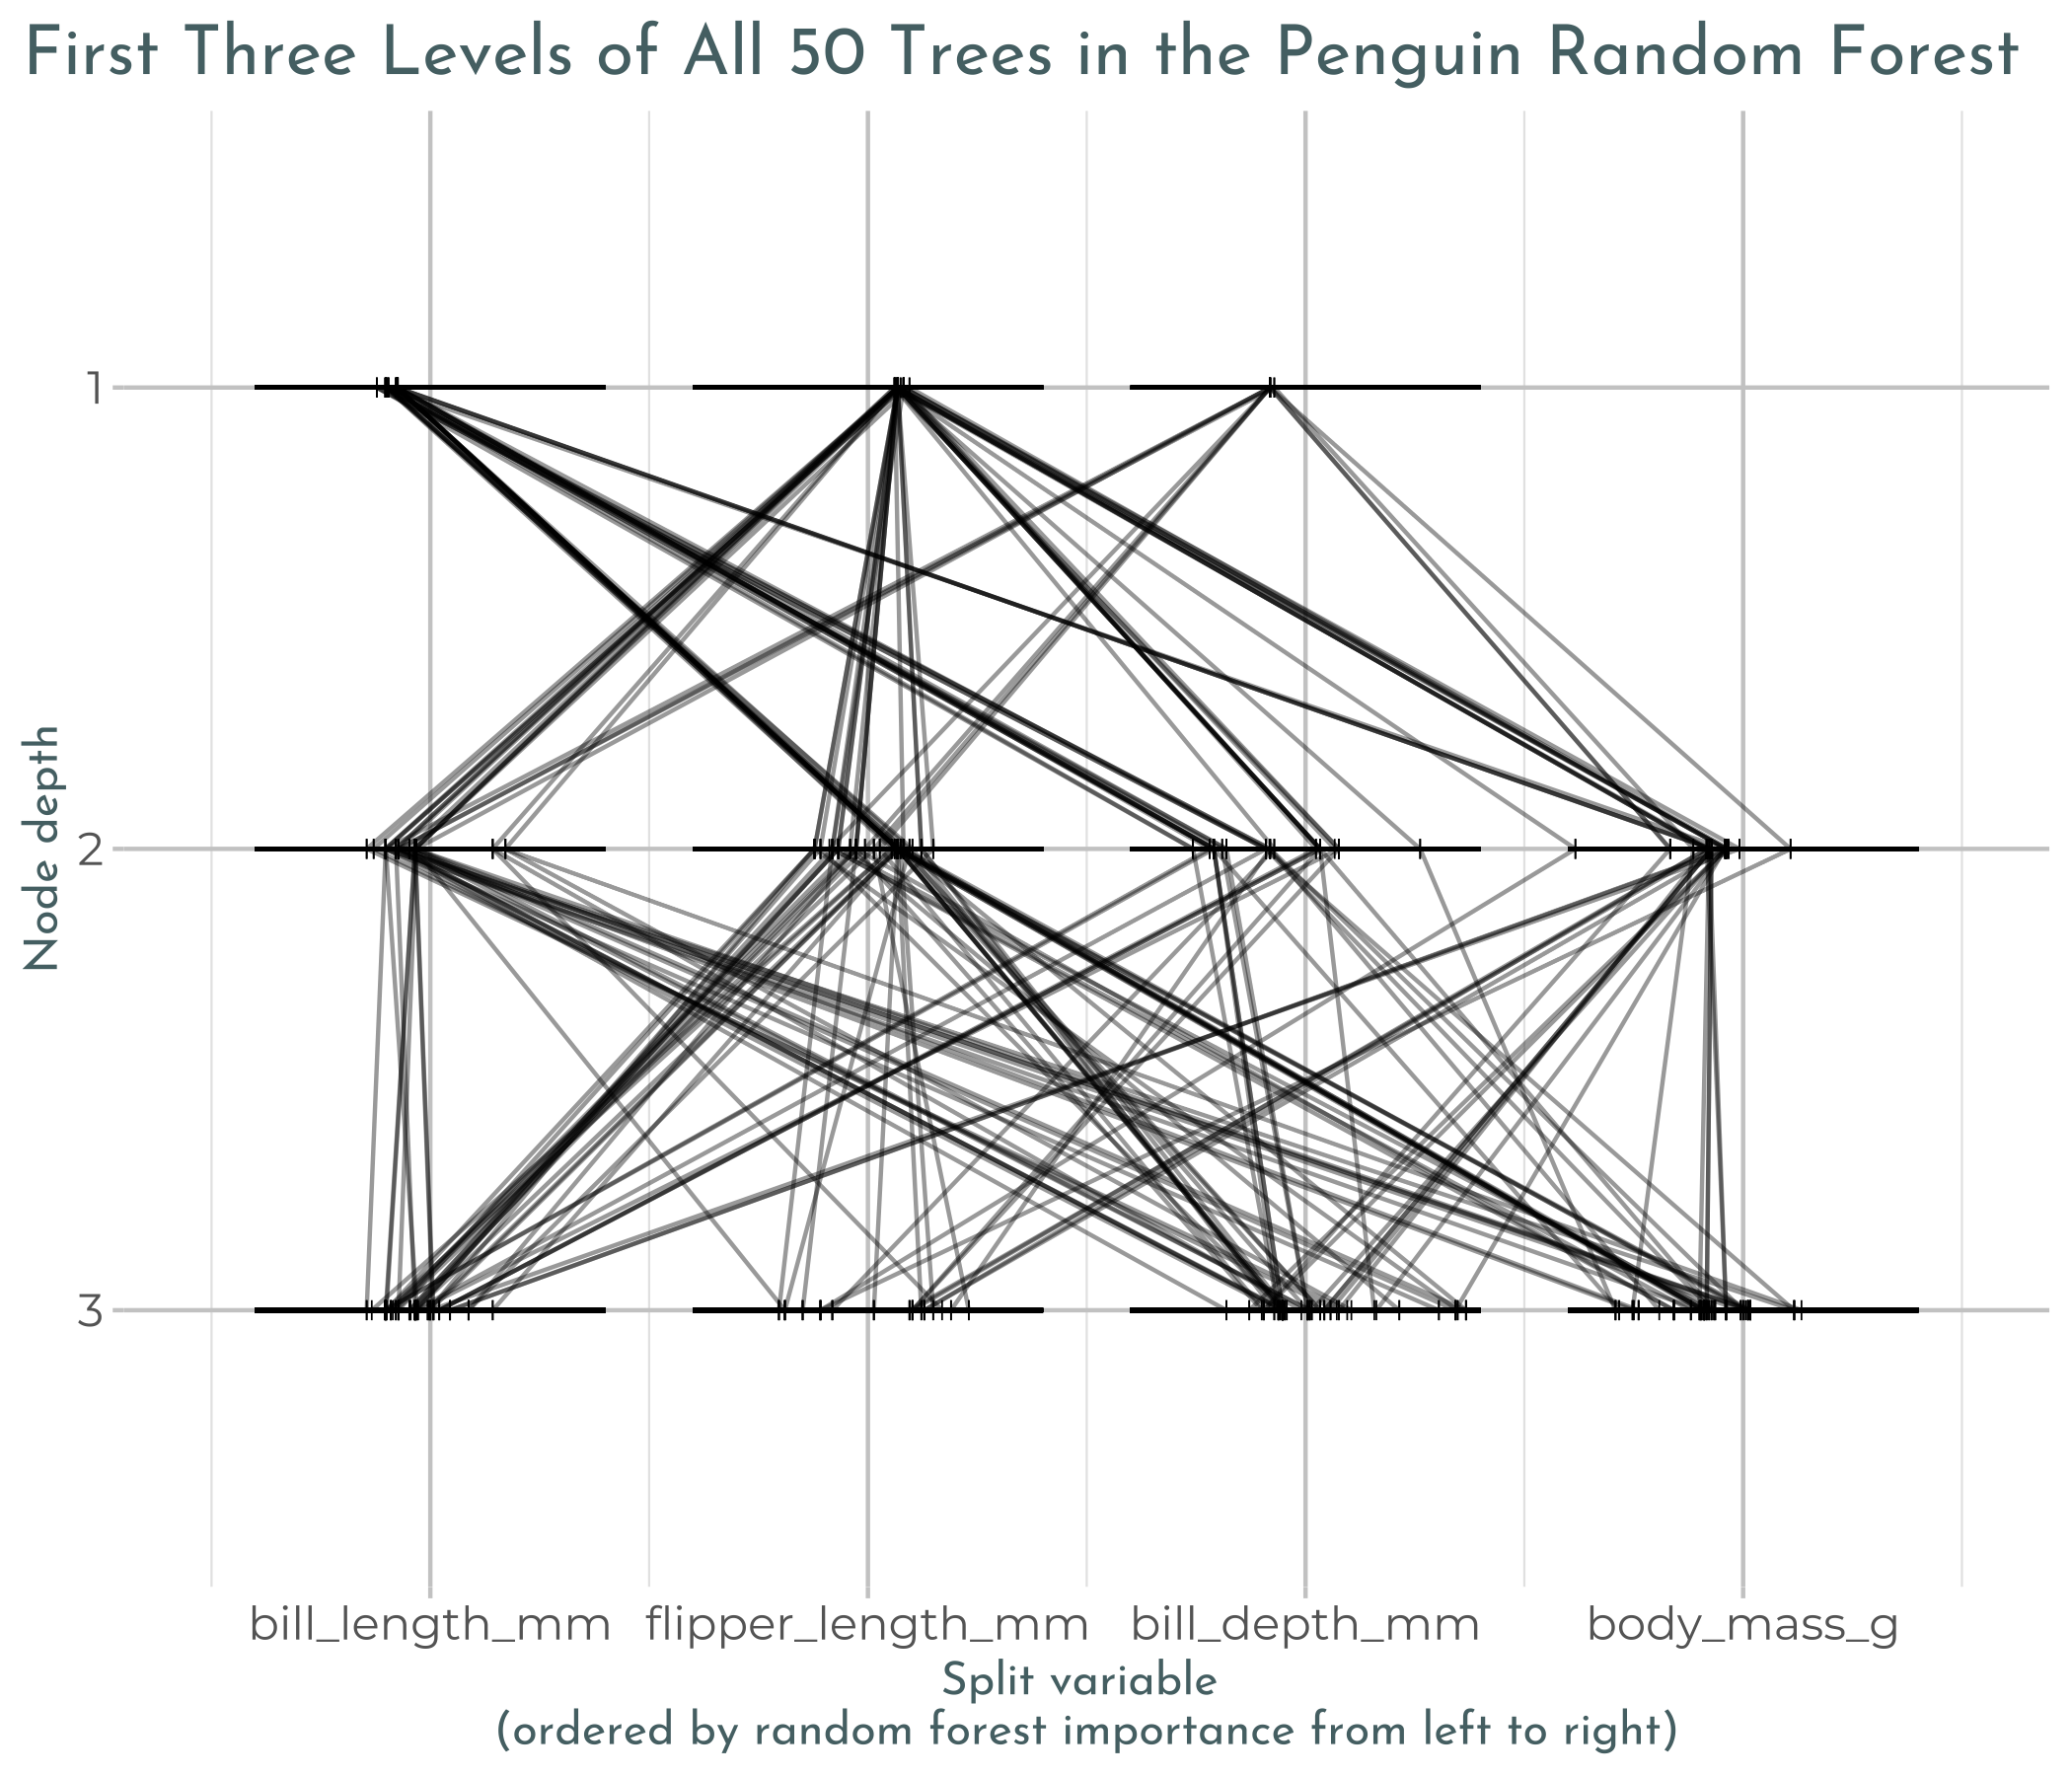 First Three Levels of All 50 Trees in the Penguin Random Forest
Node depth
1
2
3
bill_length_mm flipper_length_mm bill_depth_mm body_mass_g
Split variable
(ordered by random forest importance from left to right)